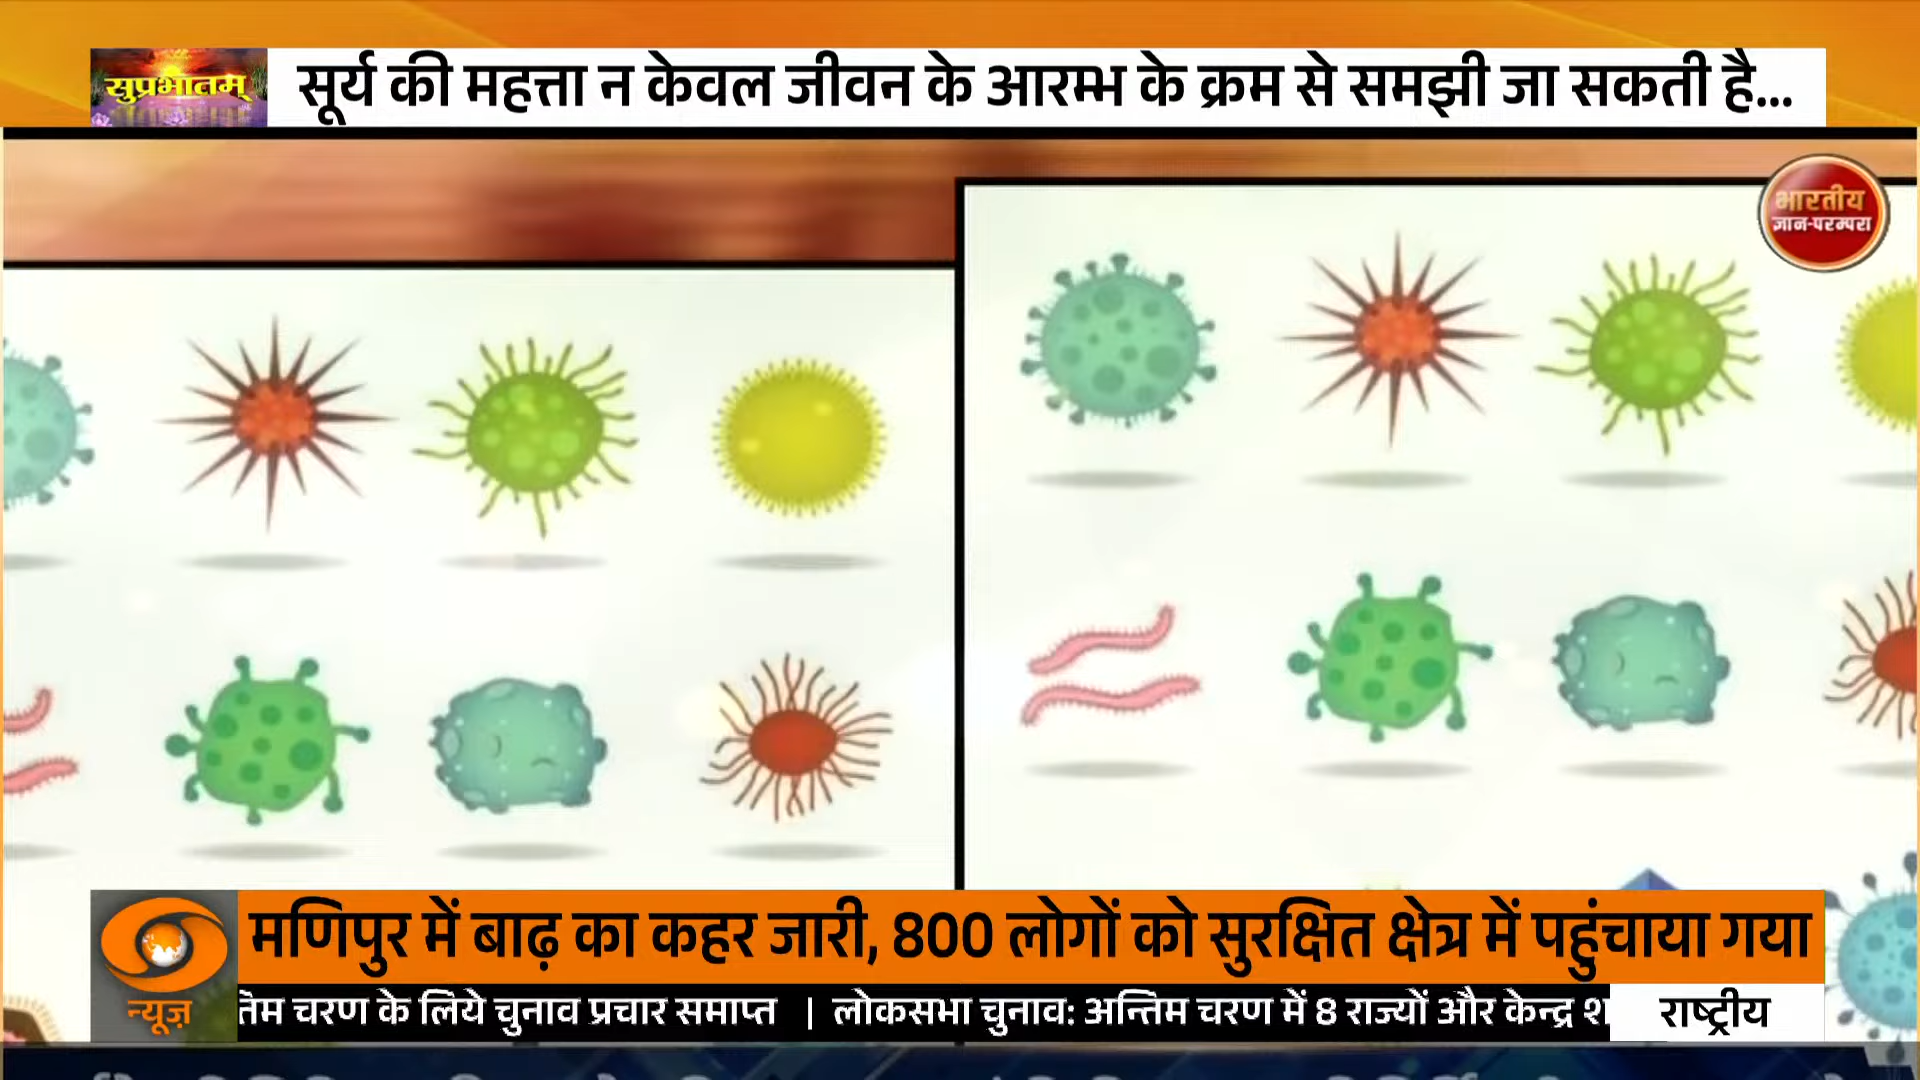 सुप्रभातम्
सूर्य की महत्ता न केवल जीवन के आरम्भ के क्रम से समझी जा सकती है...
भारतीय
ज्ञान-परम्परा
मणिपुर में बाढ़ का कहर जारी, 800 लोगों को सुरक्षित क्षेत्र में पहुंचाया गया
न्यूज़
चरण के लिये चुनाव प्रचार समाप्त | लोकसभा चुनाव: अन्तिम चरण में 8 राज्यों और केन्द्र
राष्ट्रीय